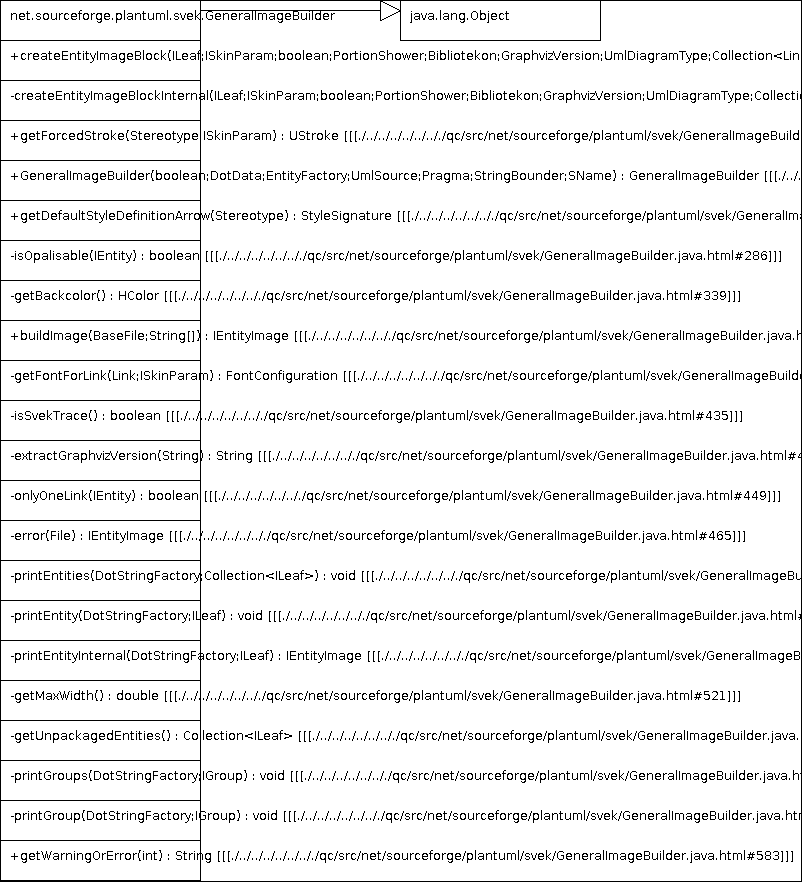 net.sourceforge.plantuml.svek.GeneralImageBuilder
java.lang.Object
+createEntityImageBlock(ILeaf;ISkinParam;boolean;PortionShower;Bibliotekon;GraphvizVersion;UmlDiagramType;Collection<Lin
-createEntityImageBlockInternal(ILeaf;ISkinParam;boolean;PortionShower;Bibliotekon;GraphvizVersion;UmlDiagramType;Collecti
+getForcedStroke(Stereotype;ISkinParam) : UStroke [[[./../../../../../../qc/src/net/sourceforge/plantuml/svek/GeneralImageBuild
+GeneralImageBuilder(boolean;DotData;EntityFactory;UmlSource;Pragma;StringBounder;SName) : GeneralImageBuilder [[[./../
+getDefaultStyleDefinitionArrow(Stereotype) : StyleSignature [[[./../../../../../../qc/src/net/sourceforge/plantuml/svek/GeneralIma
-isOpalisable(IEntity) : boolean [[[./../../../../../../qc/src/net/sourceforge/plantuml/svek/GeneralImageBuilder.java.html#286]]]
-getBackcolor() : HColor [[[./../../../../../../qc/src/net/sourceforge/plantuml/svek/GeneralImageBuilder.java.html#339]]]
+buildImage(BaseFile;String[]) : IEntityImage [[[./../../../../../../qc/src/net/sourceforge/plantuml/svek/GeneralImageBuilder.java.h
-getFontForLink(Link;ISkinParam) : FontConfiguration [[[./../../../../../../qc/src/net/sourceforge/plantuml/svek/GeneralImageBuilde
-isSvekTrace() : boolean [[[./../../../../../../qc/src/net/sourceforge/plantuml/svek/GeneralImageBuilder.java.html#435]]]
-extractGraphvizVersion(String) : String [[[./../../../../../../qc/src/net/sourceforge/plantuml/svek/GeneralImageBuilder.java.html#4
-onlyOneLink(IEntity) : boolean [[[./../../../../../../qc/src/net/sourceforge/plantuml/svek/GeneralImageBuilder.java.html#449]]]
-error(File) : IEntityImage [[[./../../../../../../qc/src/net/sourceforge/plantuml/svek/GeneralImageBuilder.java.html#465]]]
-printEntities(DotStringFactory;Collection<ILeaf>) : void [[[./../../../../../../qc/src/net/sourceforge/plantuml/svek/GeneralImageBu
-printEntity(DotStringFactory;ILeaf) : void [[[./../../../../../../qc/src/net/sourceforge/plantuml/svek/GeneralImageBuilder.java.html#
-printEntityInternal(DotStringFactory;ILeaf) : IEntityImage [[[./../../../../../../qc/src/net/sourceforge/plantuml/svek/GeneralImageB
-getMaxWidth() : double [[[./../../../../../../qc/src/net/sourceforge/plantuml/svek/GeneralImageBuilder.java.html#521]]]
-getUnpackagedEntities() : Collection<ILeaf> [[[./../../../../../../qc/src/net/sourceforge/plantuml/svek/GeneralImageBuilder.java.
-printGroups(DotStringFactory;IGroup) : void [[[./../../../../../../qc/src/net/sourceforge/plantuml/svek/GeneralImageBuilder.java.h
-printGroup(DotStringFactory;IGroup) : void [[[./../../../../../../qc/src/net/sourceforge/plantuml/svek/GeneralImageBuilder.java.htm
+getWarningOrError(int) : String [[[./../../../../../../qc/src/net/sourceforge/plantuml/svek/GeneralImageBuilder.java.html#583]]]